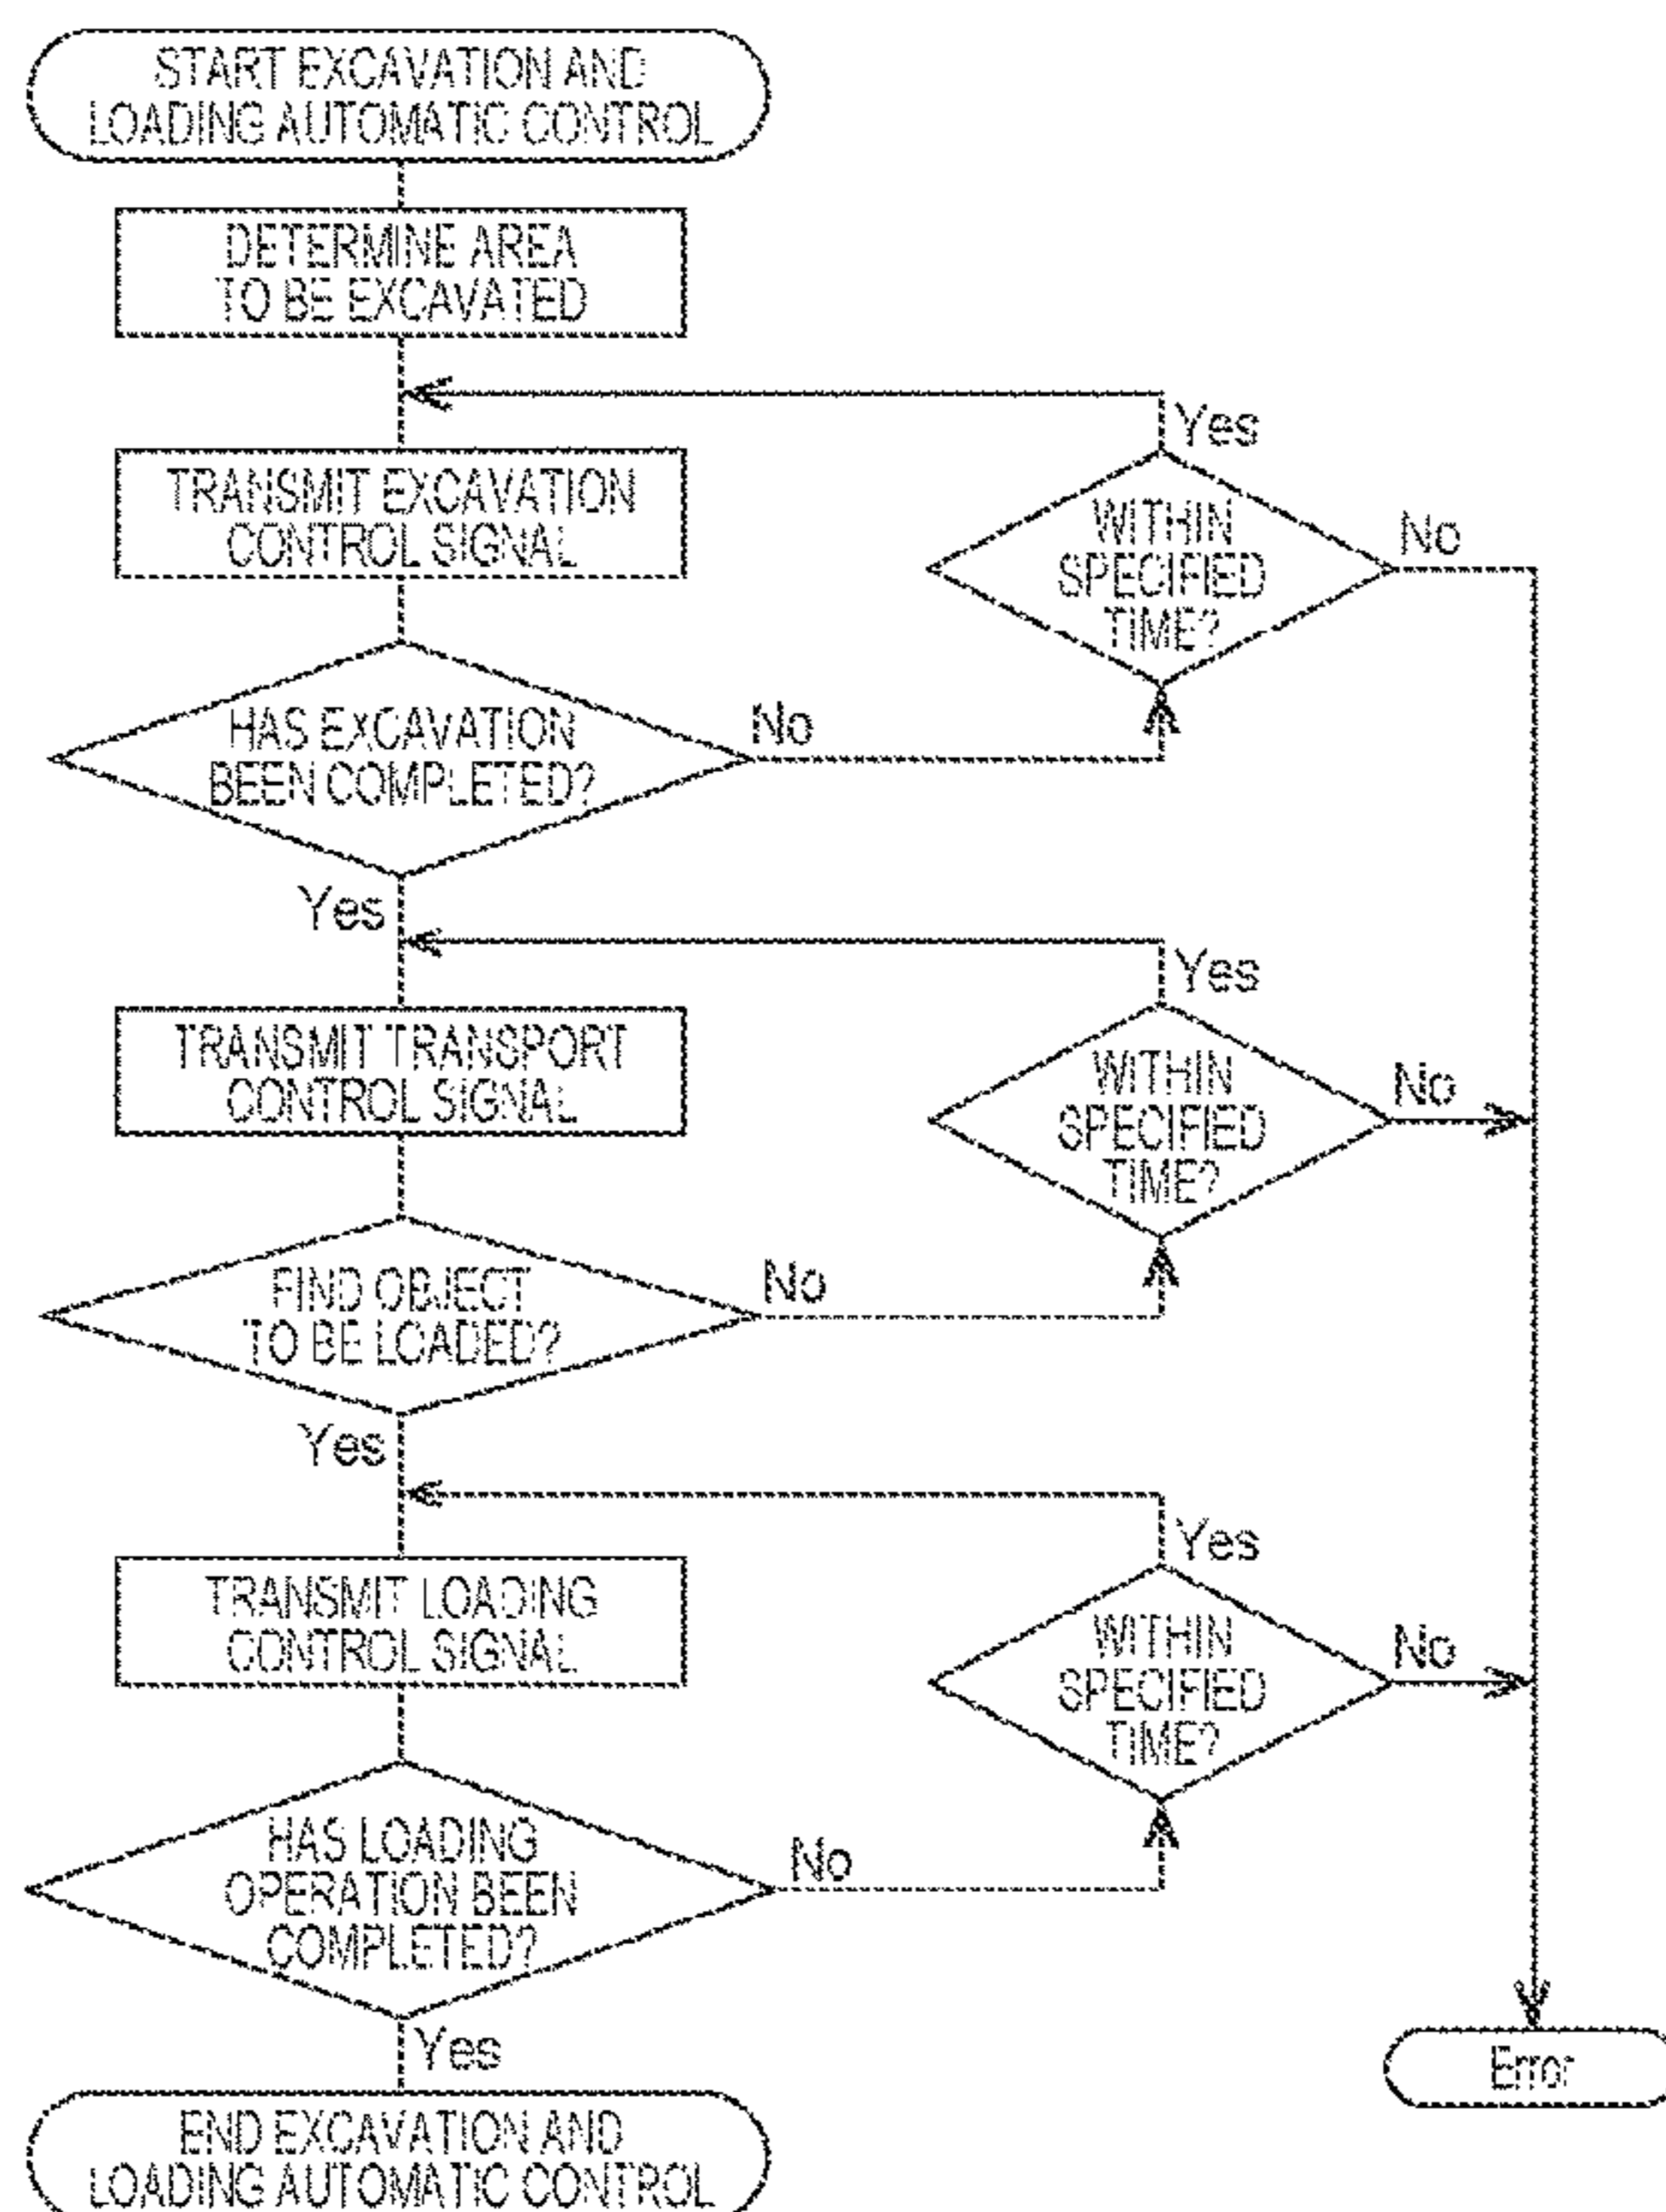 START EXCAVATION AND
LOADING AUTOMATIC CONTROL
DETERMINE AREA
TO BE EXCAVATED
Yes
TRANSMIT EXCAVATION
CONTROL SIGNAL
WITHIN
SPECIFIED
TIME?
No
HAS EXCAVATION
BEEN COMPLETED?
No
Yes
Yes
TRANSMIT TRANSPORT
CONTROL SIGNAL
WITHIN
SPECIFIED
TIME?
No
FIND OBJECT
TO BE LOADED?
No
Yes
Yes
TRANSMIT LOADING
CONTROL SIGNAL
WITHIN
SPECIFIED
TIME?
No
HAS LOADING
OPERATION BEEN
COMPLETED?
No
Yes
Error
END EXCAVATION AND
LOADING AUTOMATIC CONTROL